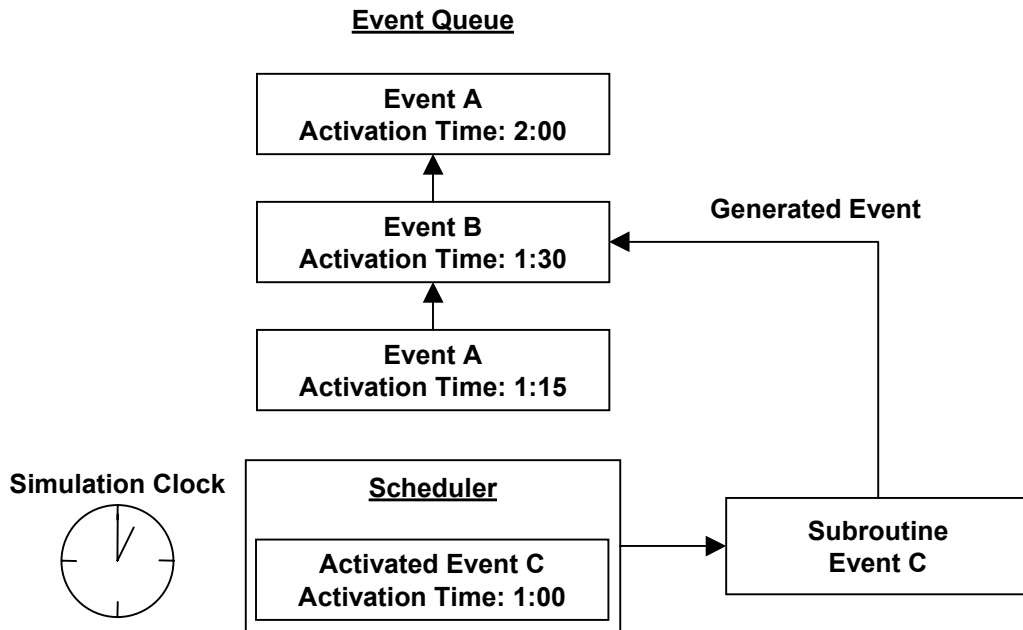 Event Queue
Event A
Activation Time: 2:00
Event B
Activation Time: 1:30
Generated Event
Event A
Activation Time: 1:15
Simulation Clock
Scheduler
Activated Event C
Activation Time: 1:00
Subroutine
Event C